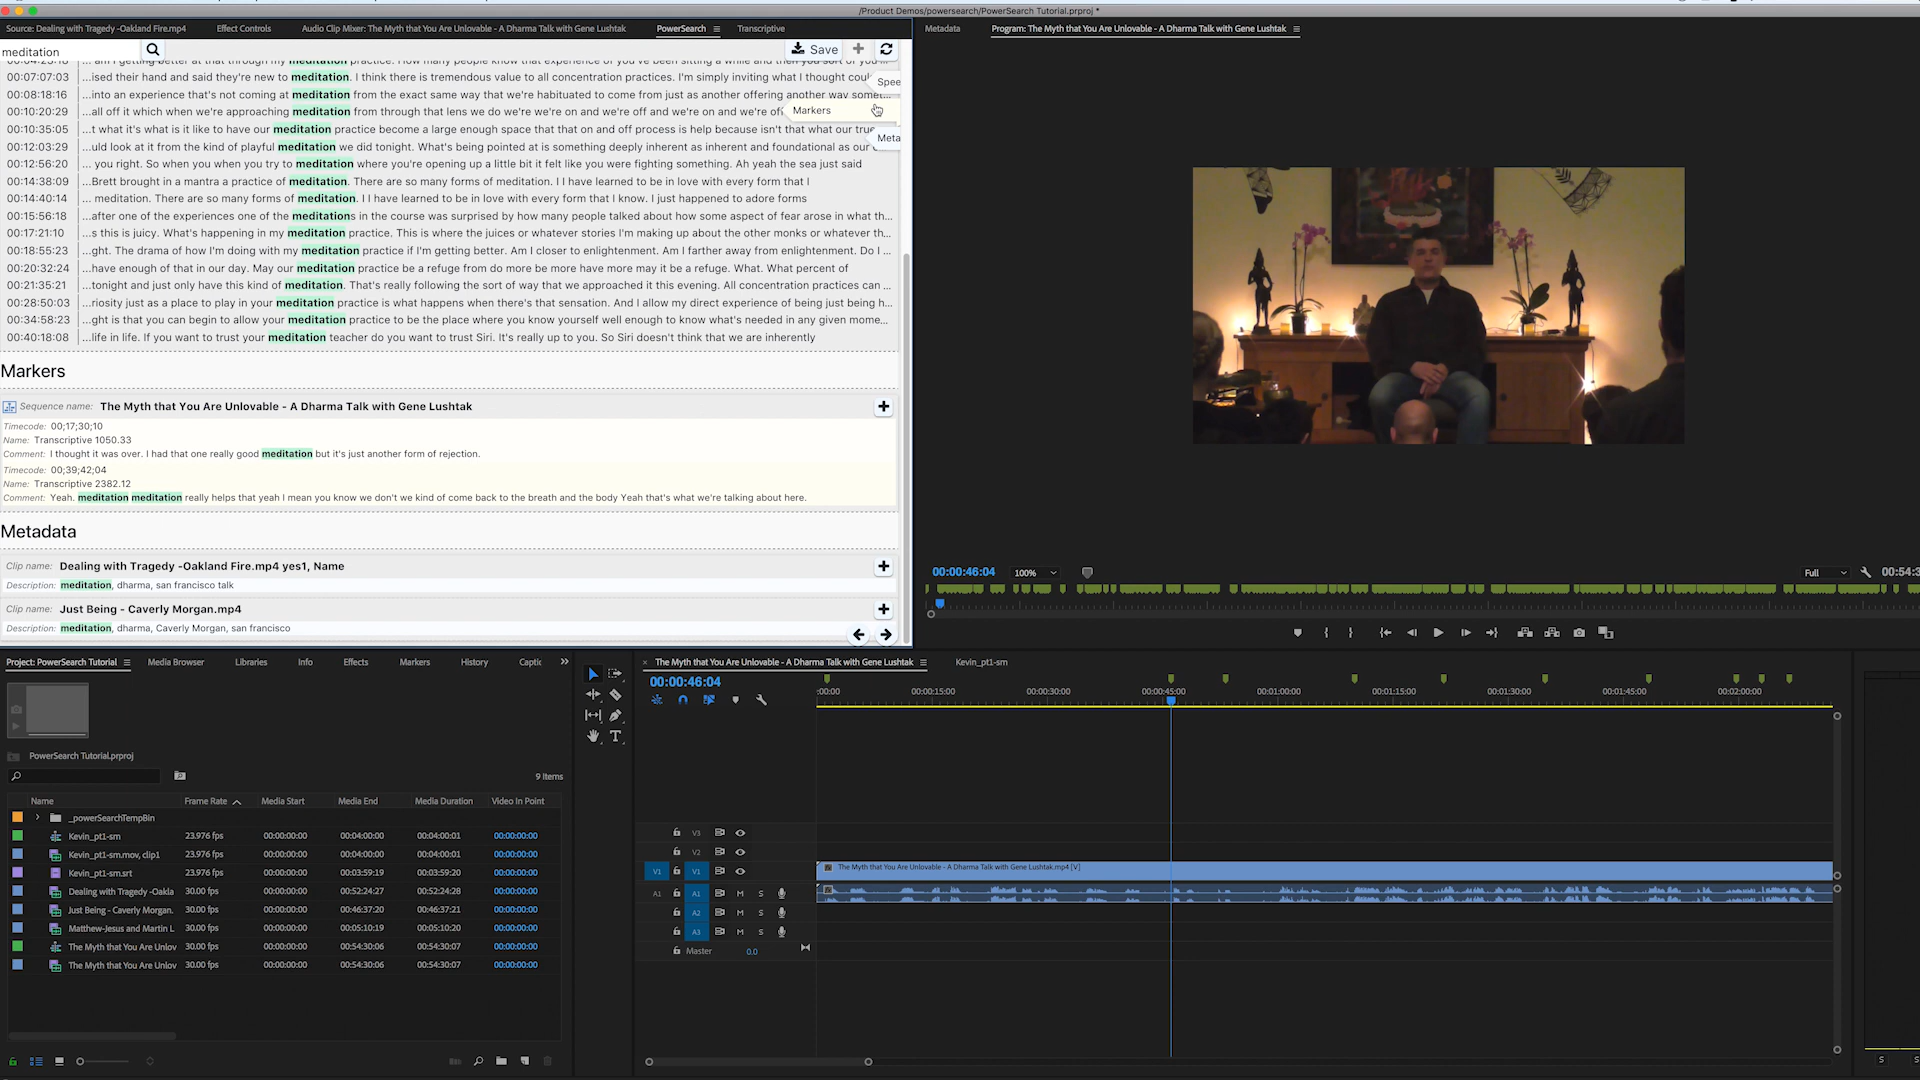 /Product Demos/powersearch/PowerSearch Tutorial.prproj *
Source: Dealing with Tragedy -Oakland Fire.mp4
Effect Controls
Audio Clip Mixer: The Myth that You Are Unlovable - A Dharma Talk with Gene Lushtak
PowerSearch
Transcriptive
Metadata
Program: The Myth that You Are Unlovable - A Dharma Talk with Gene Lushtak
meditation
Save
00:07:07:03 ...ised their hand and said they're new to meditation. I think there is tremendous value to all concentration practices. I'm simply inviting what I thought coul
Spee
00:08:18:16 ...into an experience that's not coming at meditation from the exact same way that we're habituated to come from just as another offering another way somet...
00:10:20:29 ...all off it which when we're approaching meditation from through that lens we do we're we're on and we're off and we're on and we're of
Markers
00:10:35:05 ...t what it's what is it like to have our meditation practice become a large enough space that that on and off process is help because isn't that what our true
Meta
00:12:03:29 ...uld look at it from the kind of playful meditation we did tonight. What's being pointed at is something deeply inherent as inherent and foundational as our
00:12:56:20 ... you right. So when you when you try to meditation where you're opening up a little bit it felt like you were fighting something. Ah yeah the sea just said
00:14:38:09 ...Brett brought in a mantra a practice of meditation. There are so many forms of meditation. I I have learned to be in love with every form that I
00:14:40:14 ... meditation. There are so many forms of meditation. I I have learned to be in love with every form that I know. I just happened to adore forms
00:15:56:18 ...after one of the experiences one of the meditations in the course was surprised by how many people talked about how some aspect of fear arose in what th...
00:17:21:10 ...s this is juicy. What's happening in my meditation practice. This is where the juices or whatever stories I'm making up about the other monks or whatever th...
00:18:55:23 ...ght. The drama of how I'm doing with my meditation practice if I'm getting better. Am I closer to enlightenment. Am I farther away from enlightenment. Do I ...
00:20:32:24 ...have enough of that in our day. May our meditation practice be a refuge from do more be more have more may it be a refuge. What. What percent of
00:21:35:21 ...tonight and just only have this kind of meditation. That's really following the sort of way that we approached it this evening. All concentration practices can ...
00:28:50:03 ...riosity just as a place to play in your meditation practice is what happens when there's that sensation. And I allow my direct experience of being just being h...
00:34:58:23 ...ght is that you can begin to allow your meditation practice to be the place where you know yourself well enough to know what's needed in any given mome...
00:40:18:08 ...life in life. If you want to trust your meditation teacher do you want to trust Siri. It's really up to you. So Siri doesn't think that we are inherently
Markers
Sequence name: The Myth that You Are Unlovable - A Dharma Talk with Gene Lushtak
Timecode: 00;17;30;10
Name: Transcriptive 1050.33
Comment: I thought it was over. I had that one really good meditation but it's just another form of rejection.
Timecode: 00;39;42;04
Name: Transcriptive 2382.12
Comment: Yeah. meditation meditation really helps that yeah I mean you know we don't we kind of come back to the breath and the body Yeah that's what we're talking about here.
Metadata
Clip name: Dealing with Tragedy -Oakland Fire.mp4 yes1, Name
Description: meditation, dharma, san francisco talk
Clip name: Just Being - Caverly Morgan.mp4
Description: meditation, dharma, Caverly Morgan, san francisco
00:00:46:04
100%
Full
00:54:3
Project: PowerSearch Tutorial
Media Browser
Libraries
Info
Effects
Markers
History
Captic
The Myth that You Are Unlovable - A Dharma Talk with Gene Lushtak
Kevin_pt1-sm
00:00:46:04
:00:00 00:00:15:00 00:00:30:00 00:00:45:00 00:01:00:00 00:01:15:00 00:01:30:00 00:01:45:00 00:02:00:00
PowerSearch Tutorial.prproj
9 Items
Name Frame Rate Media Start Media End Media Duration Video In Point
_powerSearchTempBin
Kevin_pt1-sm 23.976 fps 00:00:00:00 00:04:00:00 00:04:00:01 00:00:00:00
Kevin_pt1-sm.mov, clip1 23.976 fps 00:00:00:00 00:04:00:00 00:04:00:01 00:00:00:00
Kevin_pt1-sm.srt 23.976 fps 00:00:00:00 00:03:59:19 00:03:59:20 00:00:00:00
Dealing with Tragedy -Oakla 30.00 fps 00:00:00:00 00:52:24:27 00:52:24:28 00:00:00:00
Just Being - Caverly Morgan. 30.00 fps 00:00:00:00 00:46:37:20 00:46:37:21 00:00:00:00
Matthew-Jesus and Martin L 30.00 fps 00:00:00:00 00:05:10:19 00:05:10:20 00:00:00:00
The Myth that You Are Unlov 30.00 fps 00:00:00:00 00:54:30:06 00:54:30:07 00:00:00:00
The Myth that You Are Unlov 30.00 fps 00:00:00:00 00:54:30:06 00:54:30:07 00:00:00:00
V3
V2
V1 V1
The Myth that You Are Unlovable - A Dharma Talk with Gene Lushtak.mp4 [V]
A1 A1 M S
A2 M S
A3 M S
Master 0.0
S S